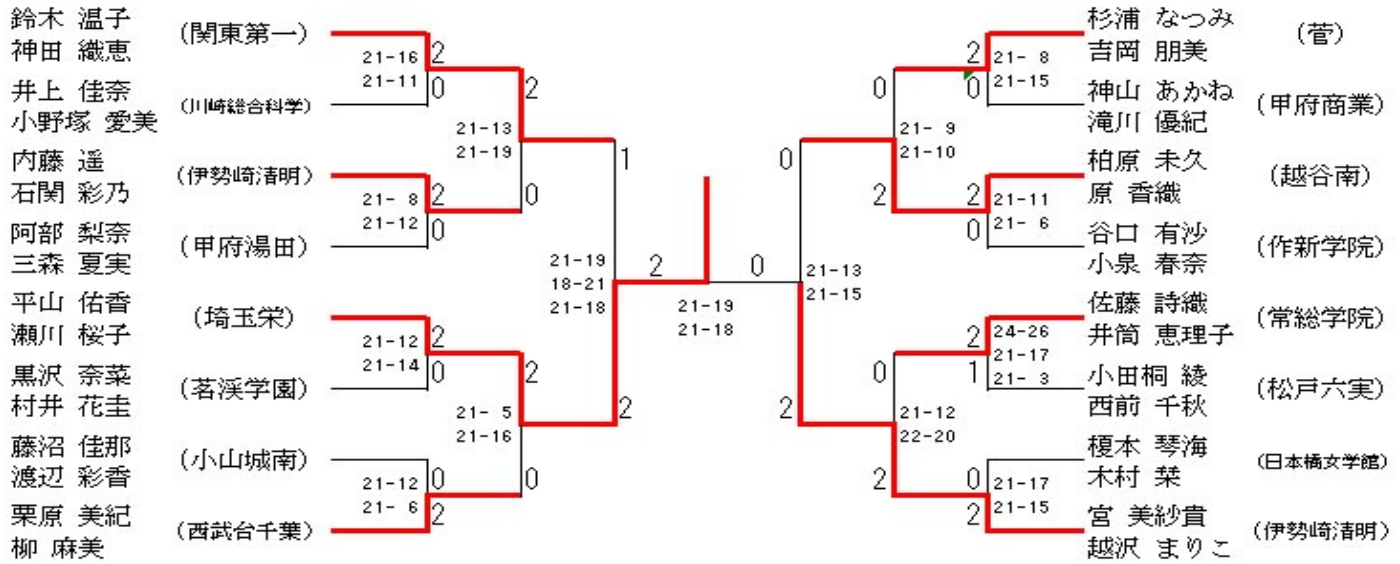 鈴木 温子
神田 織恵
(関東第一)
井上 佳奈
小野塚 愛美
(川崎総合科学)
内藤 遥
石関 彩乃
(伊勢崎清明)
阿部 梨奈
三森 夏実
(甲府湯田)
平山 佑香
瀬川 桜子
(埼玉栄)
黒沢 奈菜
村井 花圭
(茗渓学園)
藤沼 佳那
渡辺 彩香
(小山城南)
栗原 美紀
柳 麻美
(西武台千葉)
21-16
21-11
2
0
21- 8
21-12
2
0
21-12
21-14
2
0
21-12
21- 6
0
2
21-13
21-19
2
0
21- 5
21-16
2
0
21-19
18-21
21-18
1
2
2
0
21-19
21-18
21-13
21-15
0
2
21- 9
21-10
0
2
21-12
22-20
0
2
21- 8
21-15
2
0
21-11
21- 6
2
0
24-26
21-17
21- 3
2
1
21-17
21-15
0
2
杉浦 なつみ
吉岡 朋美
(菅)
神山 あかね
滝川 優紀
(甲府商業)
柏原 未久
原 香織
(越谷南)
谷口 有沙
小泉 春奈
(作新学院)
佐藤 詩織
井筒 恵理子
(常総学院)
小田桐 綾
西前 千秋
(松戸六実)
榎本 琴海
木村 栞
(日本橋女学館)
宮 美紗貴
越沢 まりこ
(伊勢崎清明)